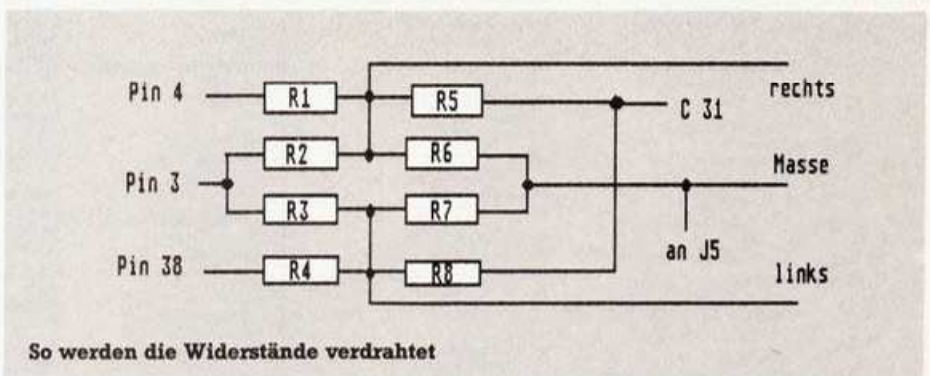 rechts
Pin 4 R1 R5 C 31
R2 R6 Masse
Pin 3
R3 R7
an J5
Pin 38 R4 R8 links
So werden die Widerstände verdrahtet